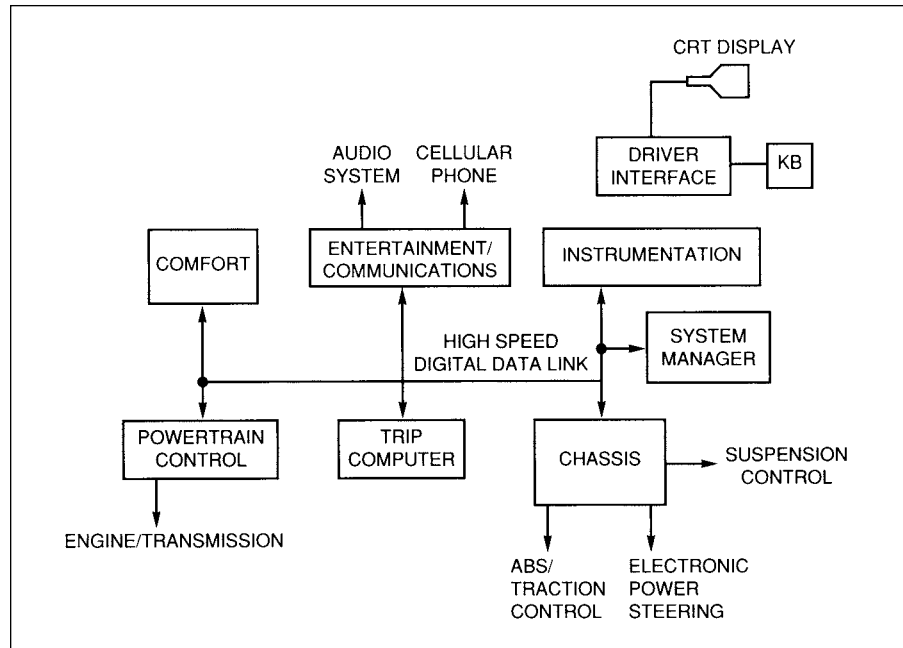 CRT DISPLAY
DRIVER
INTERFACE
KB
AUDIO
SYSTEM
CELLULAR
PHONE
COMFORT
ENTERTAINMENT/
COMMUNICATIONS
INSTRUMENTATION
HIGH SPEED
DIGITAL DATA LINK
SYSTEM
MANAGER
POWERTRAIN
CONTROL
TRIP
COMPUTER
CHASSIS
SUSPENSION
CONTROL
ENGINE/TRANSMISSION
ABS/
TRACTION
CONTROL
ELECTRONIC
POWER
STEERING